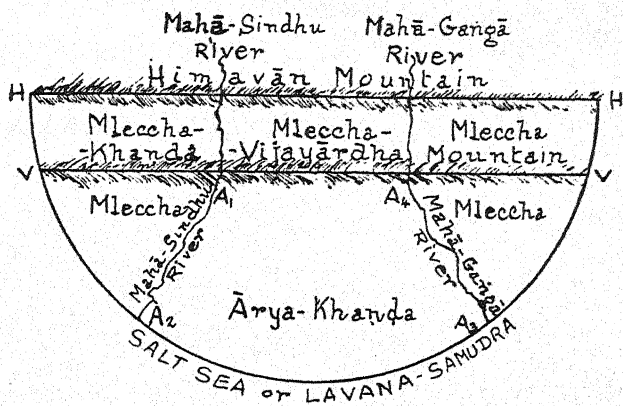 Mahā-Sindhu River
Mahā-Gaṅgā River
Himavān Mountain
H
H
Mleccha-
-Khaṇḍa
Mleccha
-Vijayārdha
Mleccha
Mountain
V
V
Mleccha
A1
A4
Mleccha
Mahā-Sindhu River
Mahā-Gaṅgā River
Ārya-Khaṇḍa
A2
A3
SALT SEA or LAVANA-SAMUDRA